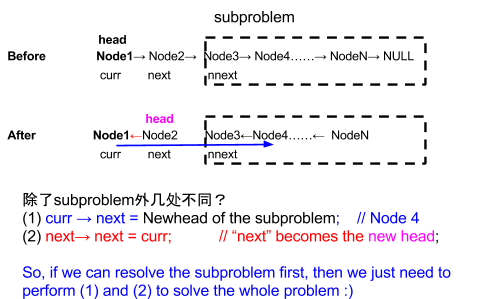 subproblem
head
Before Node1→ Node2→ Node3→ Node4……→ NodeN→ NULL
curr next nnext
head
After Node1←Node2 Node3←Node4……← NodeN
curr next nnext
除了subproblem外几处不同？
(1) curr → next = Newhead of the subproblem; // Node 4
(2) next→ next = curr; // “next” becomes the new head;
So, if we can resolve the subproblem first, then we just need to
perform (1) and (2) to solve the whole problem :)